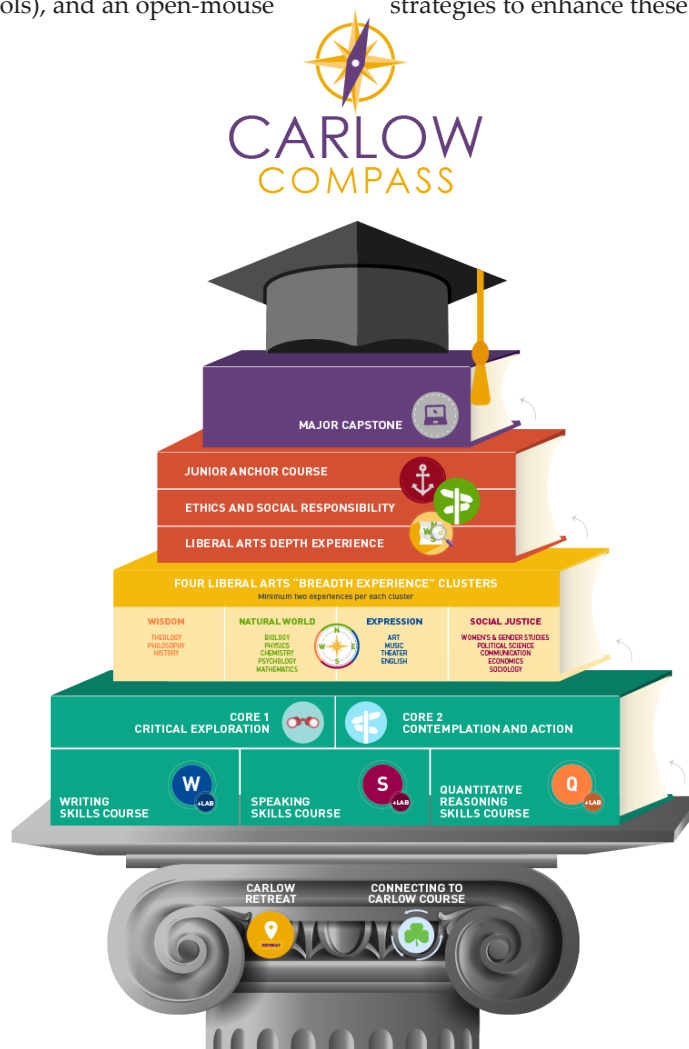 ols), and an open-mouse
strategies to enhance these
CARLOW
COMPASS
MAJOR CAPSTONE
JUNIOR ANCHOR COURSE
ETHICS AND SOCIAL RESPONSIBILITY
LIBERAL ARTS DEPTH EXPERIENCE
W
S
FOUR LIBERAL ARTS "BREADTH EXPERIENCE" CLUSTERS
Minimum two experiences per each cluster
WISDOM
THEOLOGY
PHILOSOPHY
HISTORY
NATURAL WORLD
BIOLOGY
PHYSICS
CHEMISTRY
PSYCHOLOGY
MATHEMATICS
N
W
E
S
EXPRESSION
ART
MUSIC
THEATER
ENGLISH
SOCIAL JUSTICE
WOMEN'S & GENDER STUDIES
POLITICAL SCIENCE
COMMUNICATION
ECONOMICS
SOCIOLOGY
CORE 1
CRITICAL EXPLORATION
CORE 2
CONTEMPLATION AND ACTION
WRITING
SKILLS COURSE
W
+LAB
SPEAKING
SKILLS COURSE
S
+LAB
QUANTITATIVE
REASONING
SKILLS COURSE
Q
+LAB
CARLOW
RETREAT
RETREAT
CONNECTING TO
CARLOW COURSE